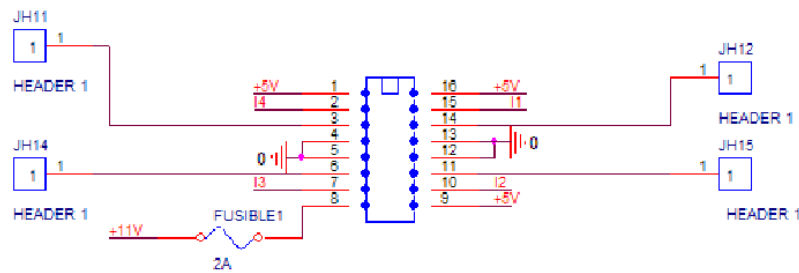 JH11
1 1
HEADER 1
JH12
1 1
HEADER 1
+5V 1 16 +5V
I4 2 15 I1
3 14
4 13
0 5 12 0
6 11
I3 7 10 I2
8 9 +5V
JH14
1 1
HEADER 1
JH15
1 1
HEADER 1
FUSIBLE1
+11V
2A